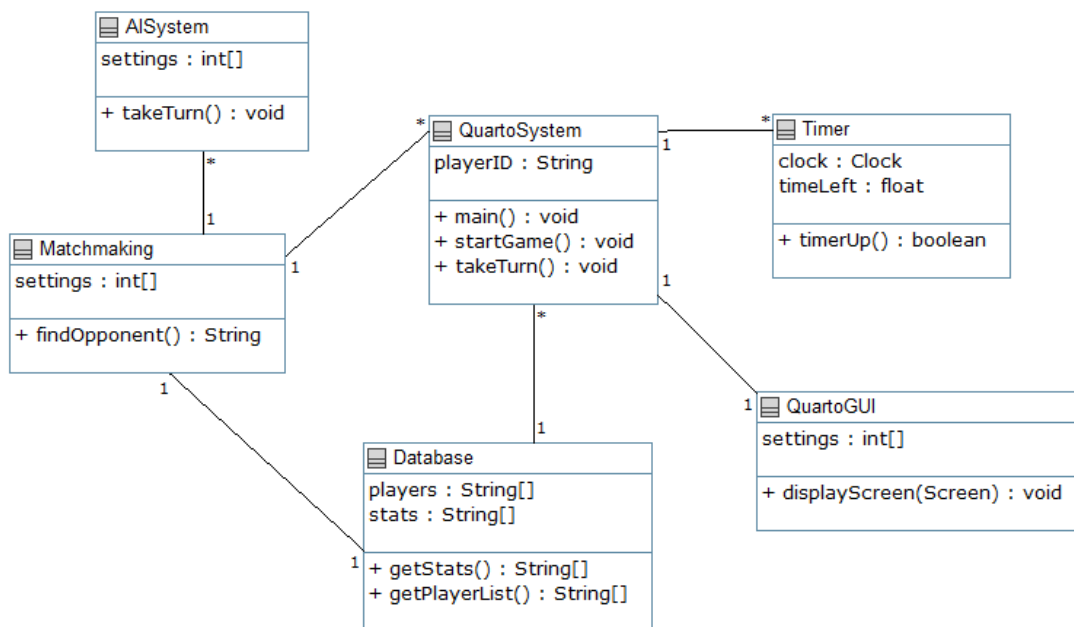 AISystem
settings : int[]
+ takeTurn() : void
*
1
Matchmaking
settings : int[]
+ findOpponent() : String
1
1
*
QuartoSystem
playerID : String
+ main() : void
+ startGame() : void
+ takeTurn() : void
1
*
Timer
clock : Clock
timeLeft : float
+ timerUp() : boolean
1
1
QuartoGUI
settings : int[]
+ displayScreen(Screen) : void
*
1
Database
players : String[]
stats : String[]
+ getStats() : String[]
+ getPlayerList() : String[]
1